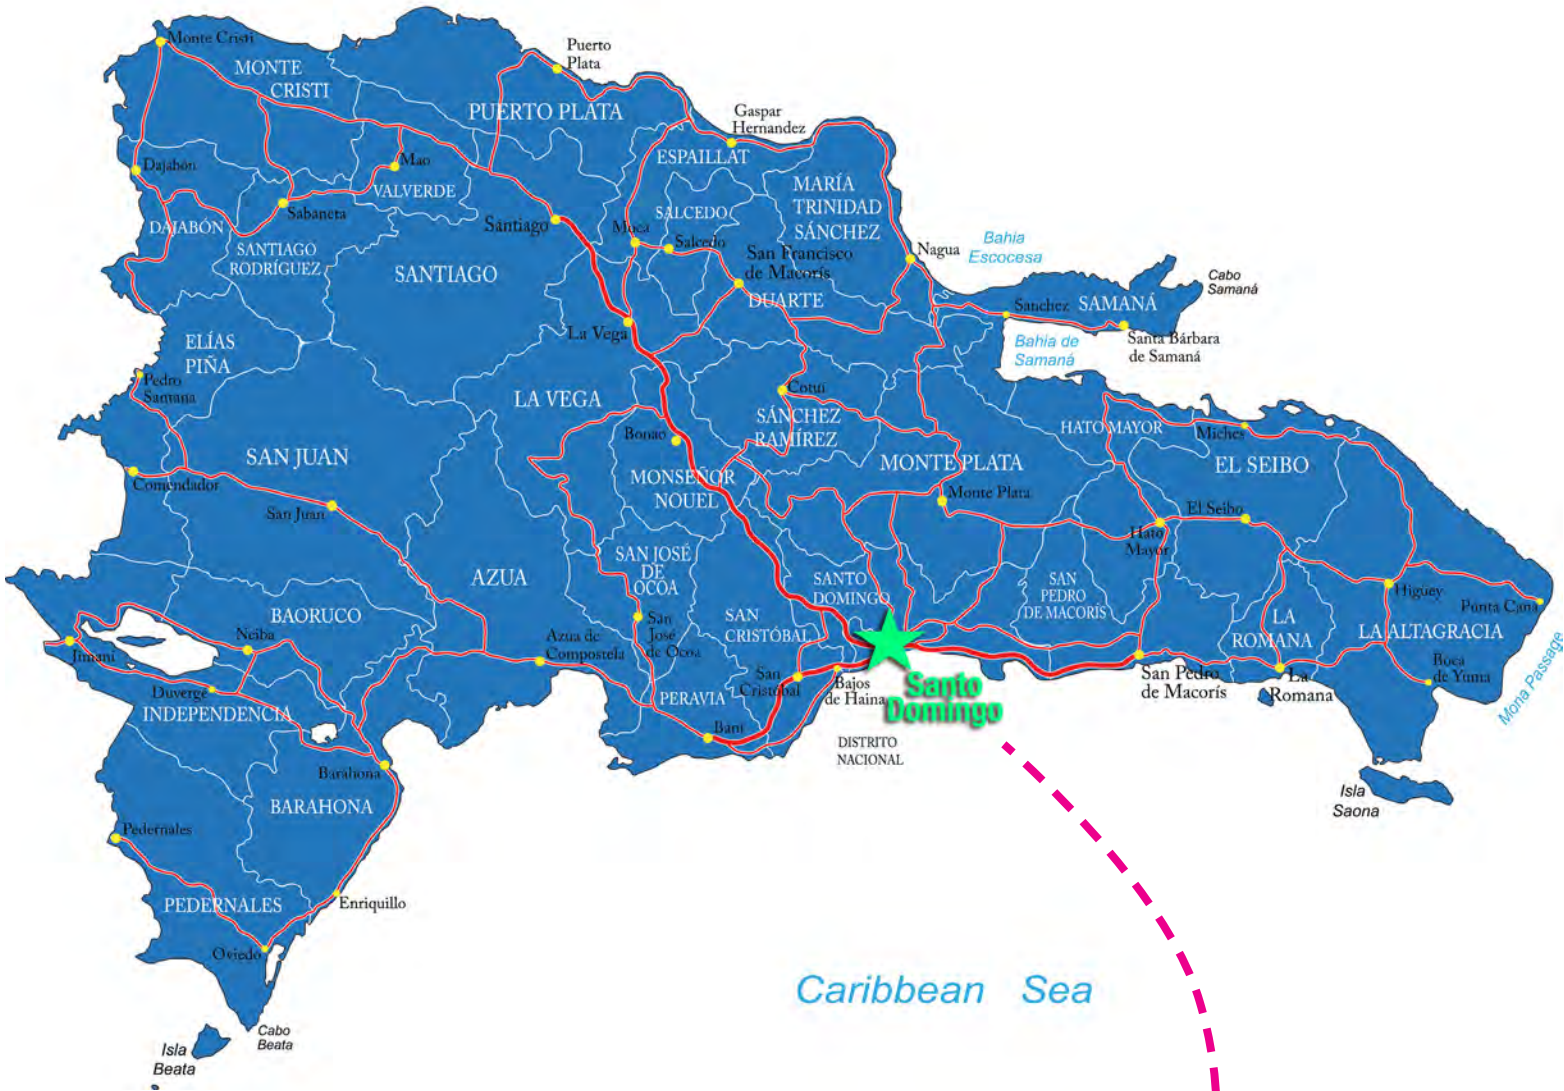 Monte Cristi
MONTE
CRISTI
Puerto
Plata
PUERTO PLATA
Gaspar
Hernandez
ESPAILLAT
Dajabón
Mao
VALVERDE
MARÍA
TRINIDAD
SÁNCHEZ
DAJABÓN
Sabaneta
SANTIAGO
RODRÍGUEZ
Santiago
SANTIAGO
SALCEDO
Moca
Salcedo
San Francisco
de Macorís
DUARTE
Nagua
Bahia
Escocesa
Cabo
Samaná
Sanchez
SAMANÁ
Santa Bárbara
de Samaná
Bahia de
Samaná
ELÍAS
PIÑA
La Vega
Pedro
Santana
LA VEGA
Cotuí
SÁNCHEZ
RAMÍREZ
HATO MAYOR
Miches
Bonao
SAN JUAN
MONTE PLATA
EL SEIBO
Comendador
MONSEÑOR
NOUEL
San Juan
Monte Plata
El Seibo
Hato
Mayor
SAN JOSÉ
DE
OCOA
AZUA
SANTO
DOMINGO
SAN
PEDRO
DE MACORÍS
Higüey
Punta Cana
BAORUCO
San
José
de Ocoa
SAN
CRISTÓBAL
LA
ROMANA
LA ALTAGRACIA
Jimaní
Neiba
Azua de
Compostela
San
Cristóbal
Bajos
de Haina
Santo
Domingo
San Pedro
de Macorís
La
Romana
Boca
de Yuma
Mona Passage
Duvergé
INDEPENDENCIA
PERAVIA
Baní
DISTRITO
NACIONAL
Barahona
BARAHONA
Isla
Saona
Pedernales
PEDERNALES
Enriquillo
Oviedo
Caribbean Sea
Cabo
Beata
Isla
Beata